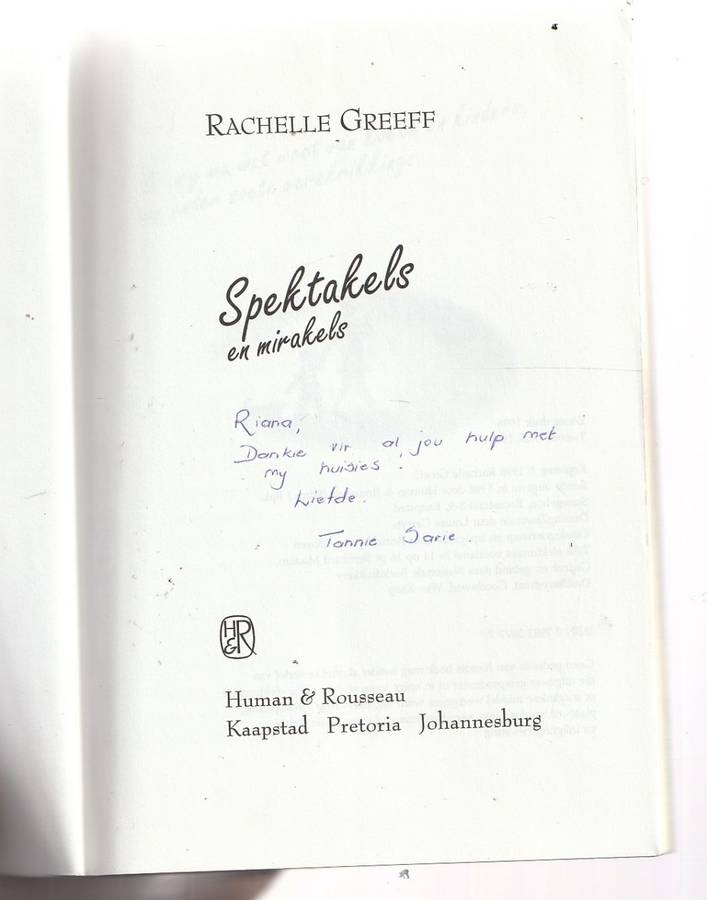 RACHELLE GREEFF
Spektakels
en mirakels
Riana,
Dankie vir al jou hulp met
my huisies.
Liefde.
Tannie Sarie.
H&R
Human & Rousseau
Kaapstad Pretoria Johannesburg